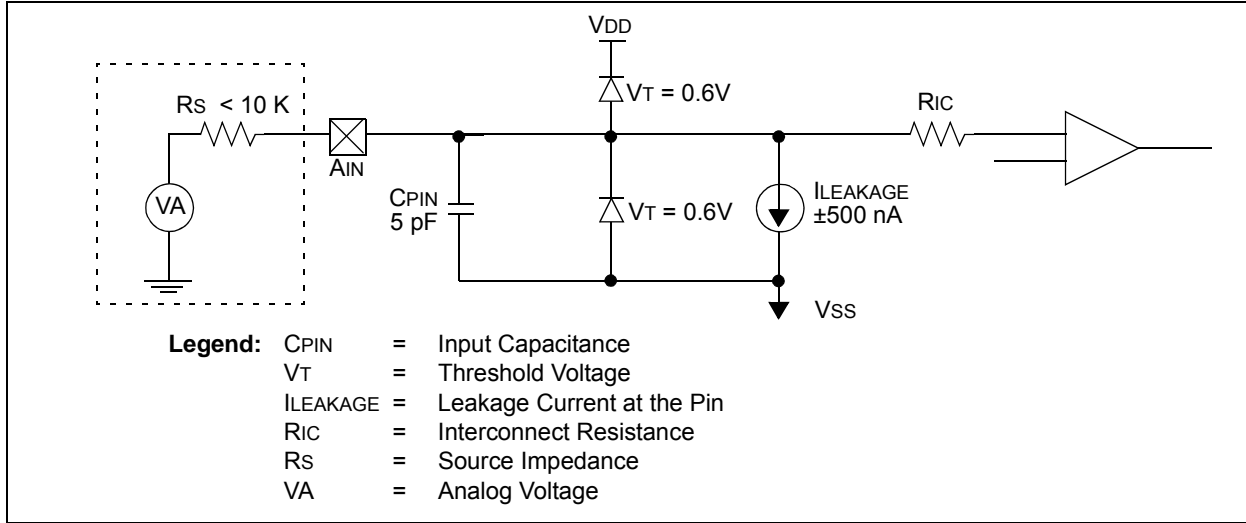 VDD
RS < 10 K
VT = 0.6V
RIC
AIN
VA
CPIN
5 pF
VT = 0.6V
ILEAKAGE
±500 nA
VSS
Legend: CPIN = Input Capacitance
VT = Threshold Voltage
ILEAKAGE = Leakage Current at the Pin
RIC = Interconnect Resistance
RS = Source Impedance
VA = Analog Voltage